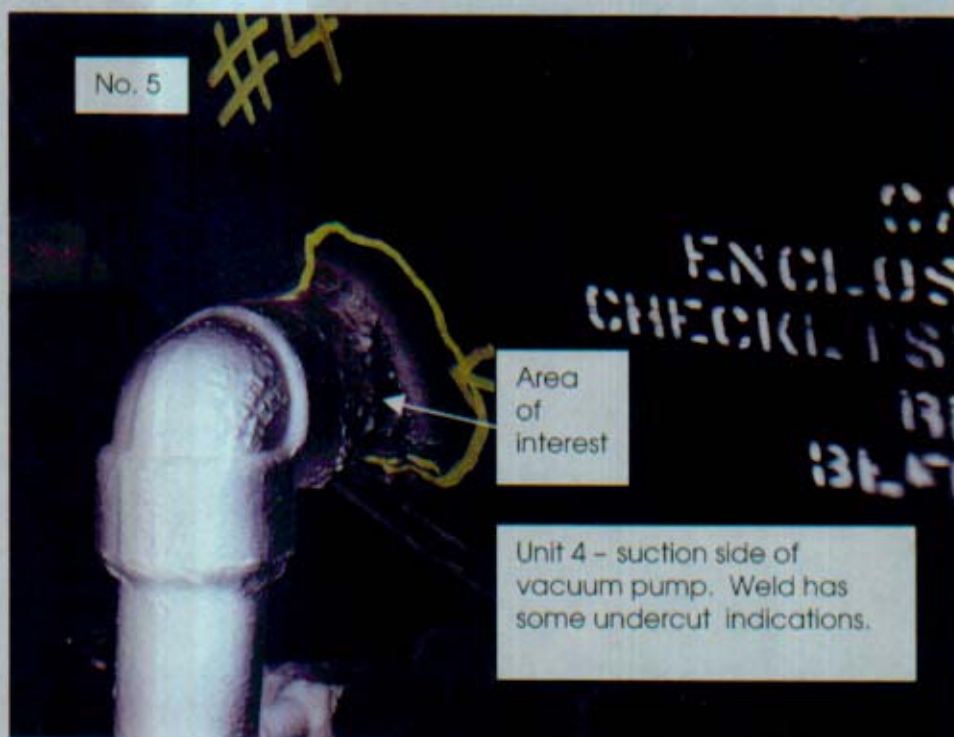 #4
No. 5
ENCLOS
CHECKLIS
Area
of
interest
Unit 4 – suction side of
vacuum pump. Weld has
some undercut indications.